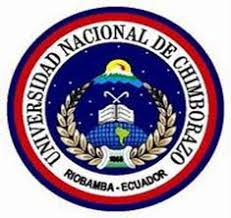 UNIVERSIDAD NACIONAL DE CHIMBORAZO
RIOBAMBA - ECUADOR